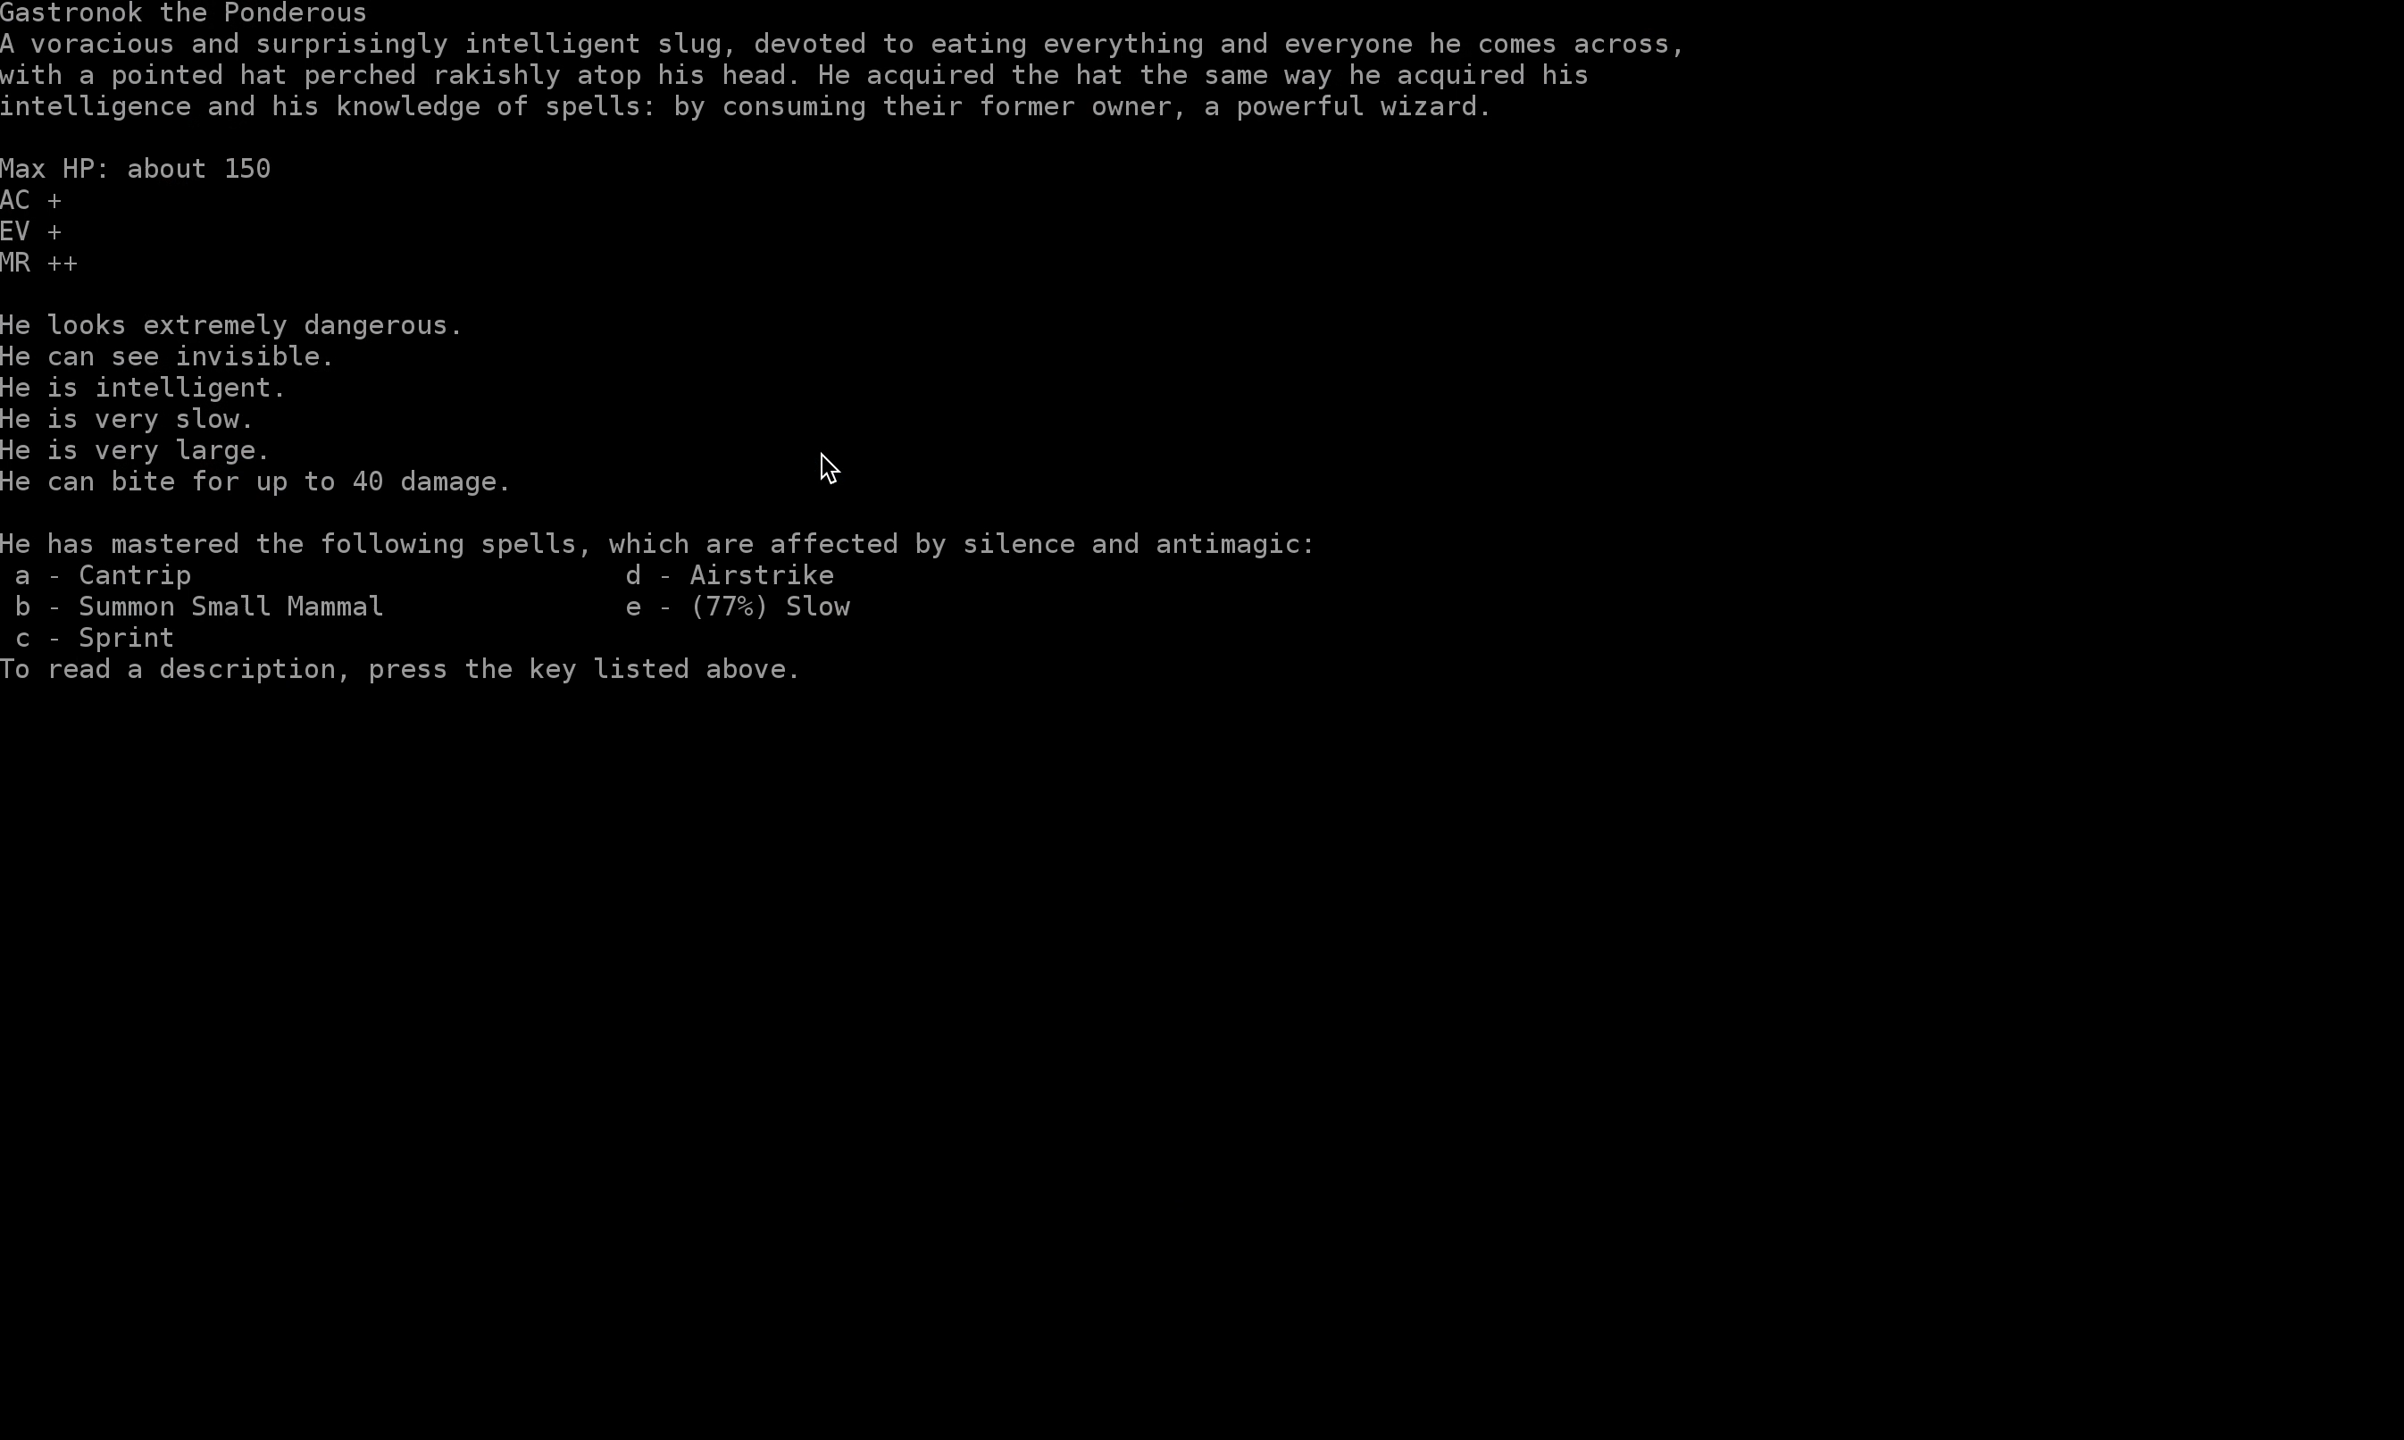 Gastronok the Ponderous
A voracious and surprisingly intelligent slug, devoted to eating everything and everyone he comes across,
with a pointed hat perched rakishly atop his head. He acquired the hat the same way he acquired his
intelligence and his knowledge of spells: by consuming their former owner, a powerful wizard.
Max HP: about 150
AC +
EV +
MR ++
He looks extremely dangerous.
He can see invisible.
He is intelligent.
He is very slow.
He is very large.
He can bite for up to 40 damage.
He has mastered the following spells, which are affected by silence and antimagic:
a - Cantrip d - Airstrike
b - Summon Small Mammal e - (77%) Slow
c - Sprint
To read a description, press the key listed above.